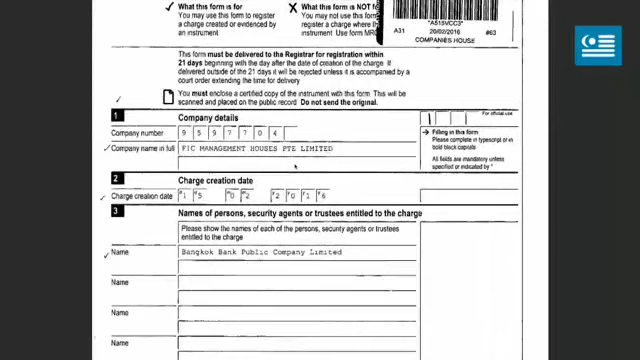 What this form is for
You may use this form to register
a charge created or evidenced by
an instrument
What this form is NOT f
You may not use this form
register a charge where th
instrument Use form MR0
*A515VCC3*
A31
20/02/2016
#63
COMPANIES HOUSE
This form must be delivered to the Registrar for registration within
21 days beginning with the day after the date of creation of the charge If
delivered outside of the 21 days it will be rejected unless it is accompanied by a
court order extending the time for delivery
You must enclose a certified copy of the instrument with this form This will be
scanned and placed on the public record Do not send the original.
1
Company details
For official use
Company number
9 5 9 7 7 0 4
Filling in this form
Please complete in typescript or in
bold black capitals
All fields are mandatory unless
specified or indicated by *
Company name in full
FIC MANAGEMENT HOUSES PTE LIMITED
2
Charge creation date
Charge creation date
1 5 0 2 2 0 1 6
3
Names of persons, security agents or trustees entitled to the charge
Please show the names of each of the persons, security agents or trustees
entitled to the charge
Name
Bangkok Bank Public Company Limited
Name
Name
Name